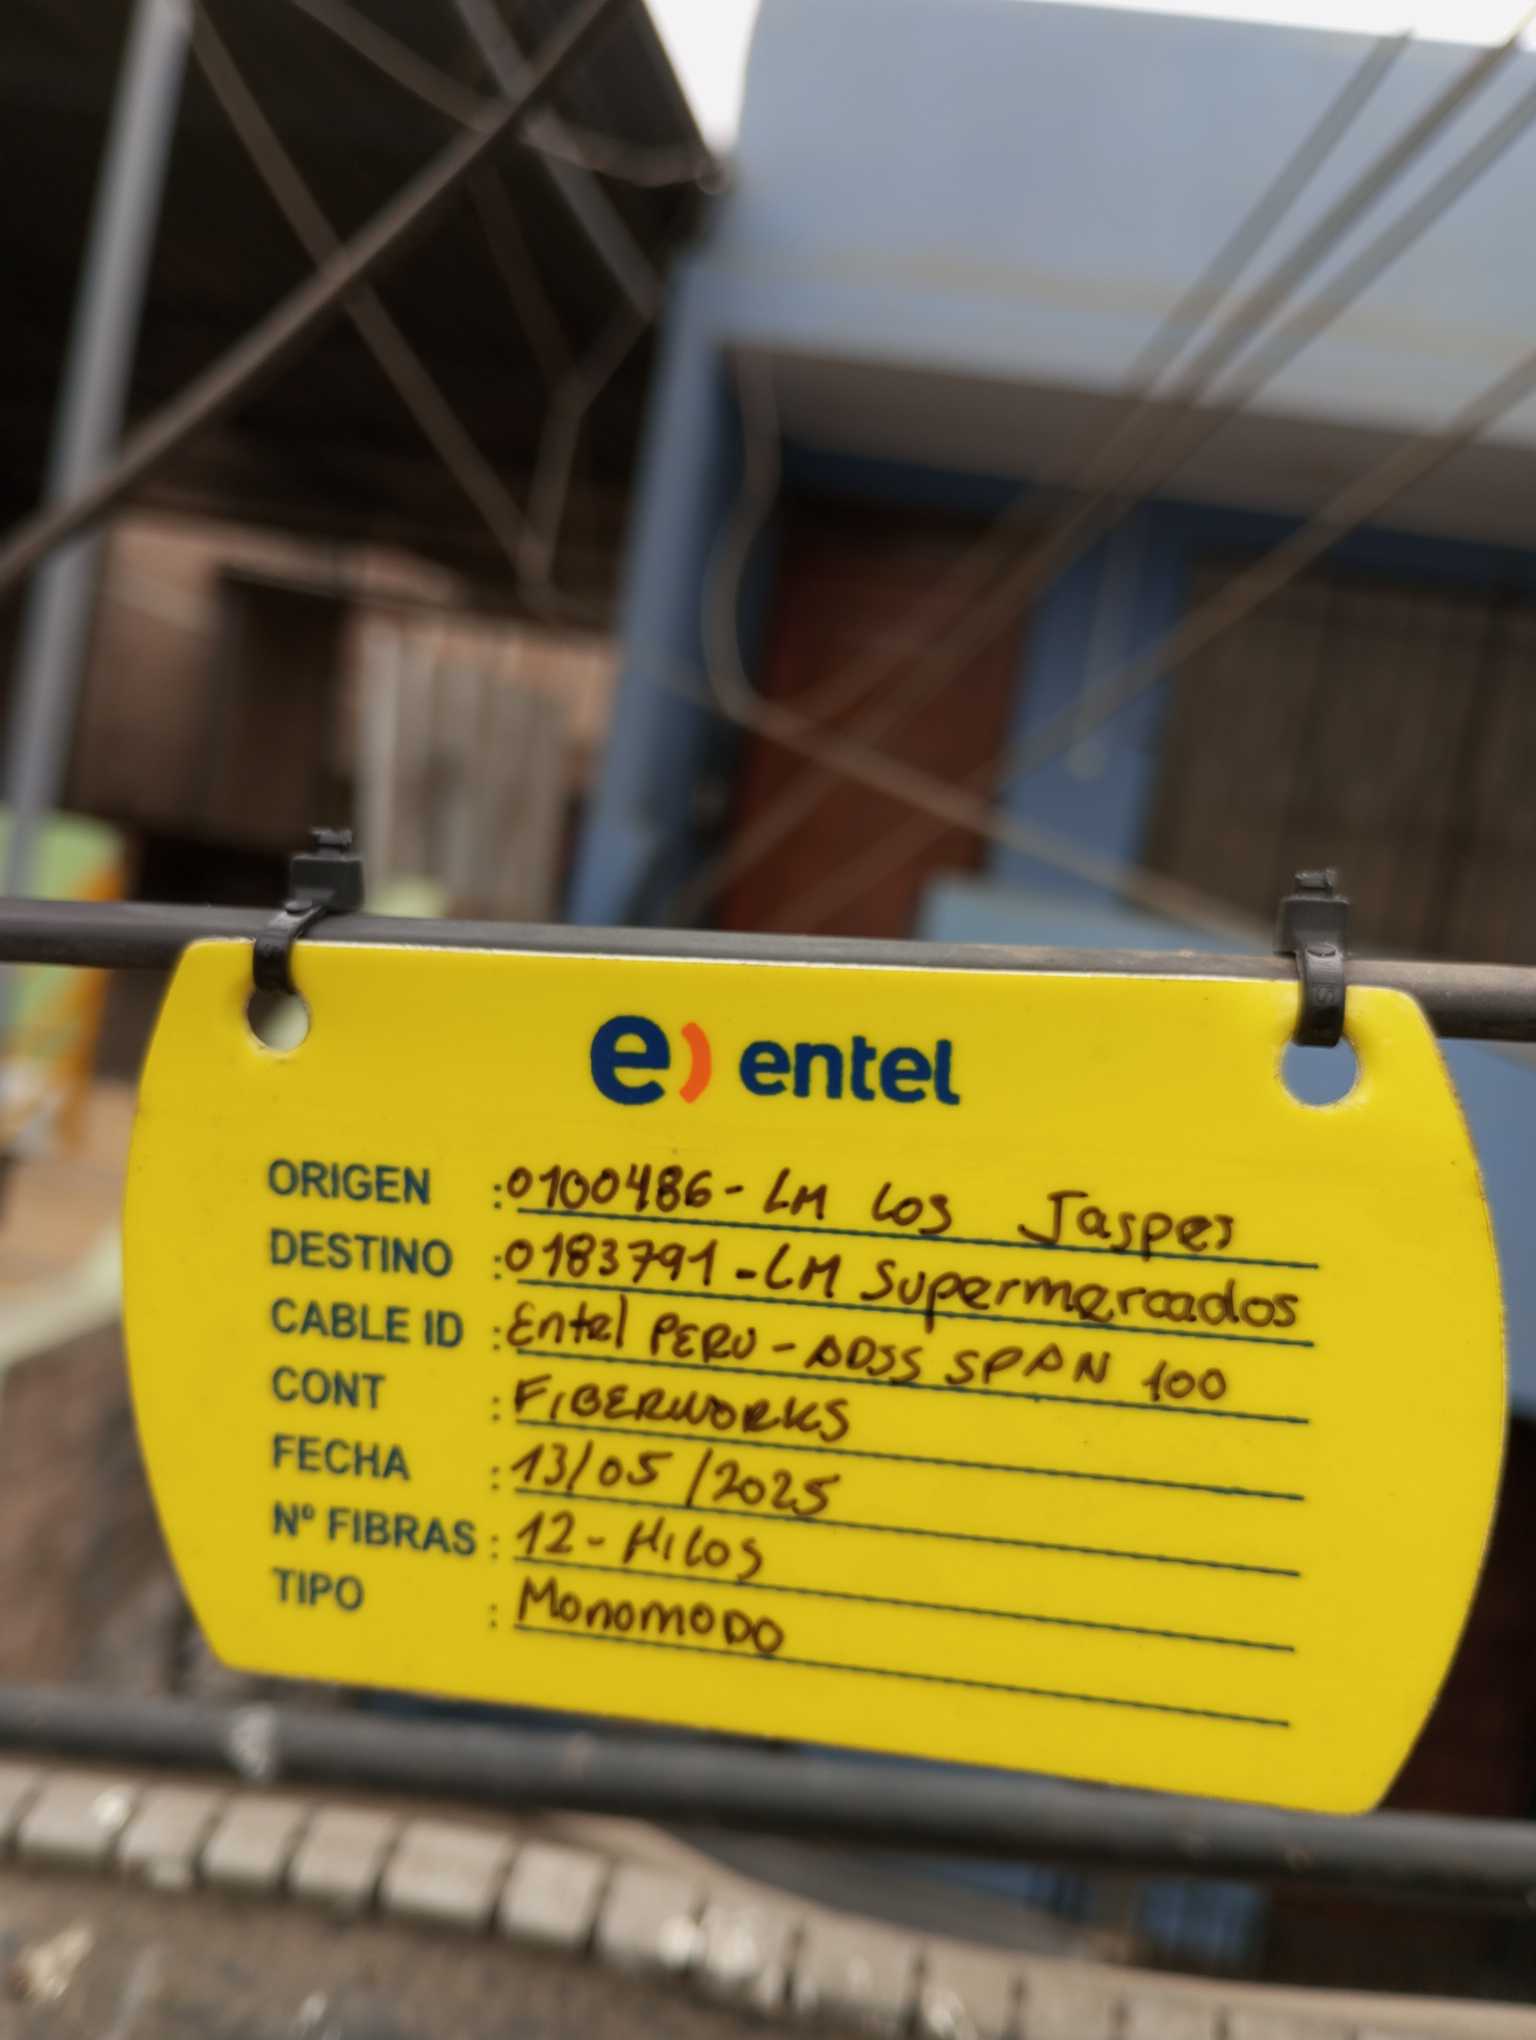 e) entel
ORIGEN : 0100486 - LM Los Jaspes
DESTINO : 0183791 - LM Supermercados
CABLE ID : Entel PERU - ADSS SPAN 100
CONT : FIBERWORKS
FECHA : 13/05/2025
Nº FIBRAS : 12 - Hilos
TIPO : MONOMODO